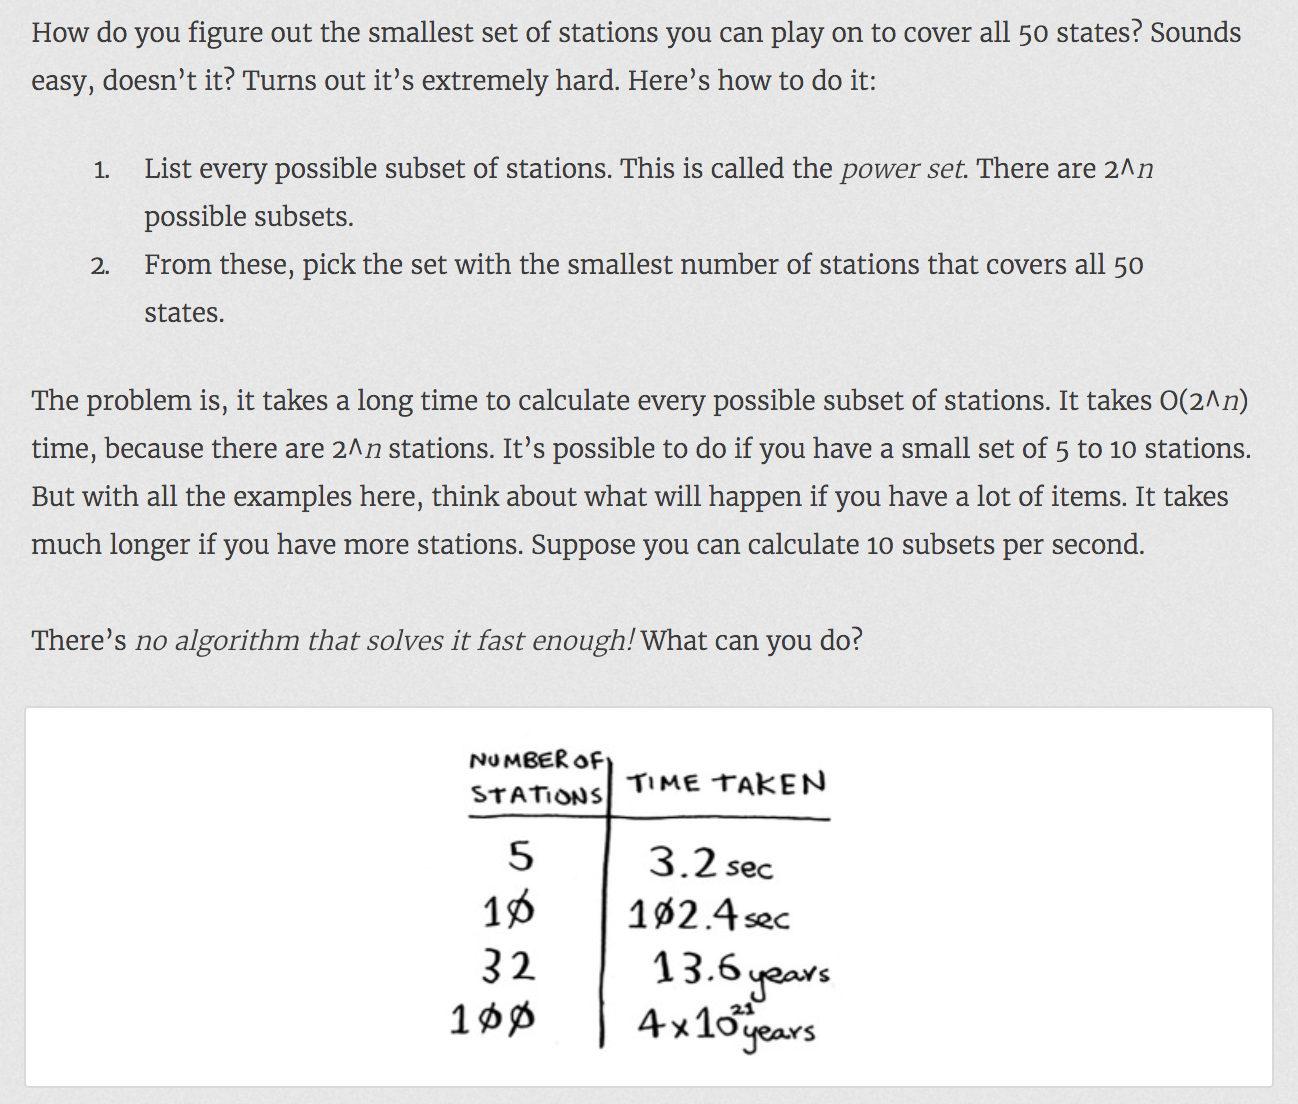 How do you figure out the smallest set of stations you can play on to cover all 50 states? Sounds
easy, doesn’t it? Turns out it’s extremely hard. Here’s how to do it:
1. List every possible subset of stations. This is called the power set. There are 2^n
possible subsets.
2. From these, pick the set with the smallest number of stations that covers all 50
states.
The problem is, it takes a long time to calculate every possible subset of stations. It takes O(2^n)
time, because there are 2^n stations. It’s possible to do if you have a small set of 5 to 10 stations.
But with all the examples here, think about what will happen if you have a lot of items. It takes
much longer if you have more stations. Suppose you can calculate 10 subsets per second.
There’s no algorithm that solves it fast enough! What can you do?
NUMBER OF
STATIONS
TIME TAKEN
5 3.2 sec
10 102.4 sec
32 13.6 years
100 4x10²¹ years